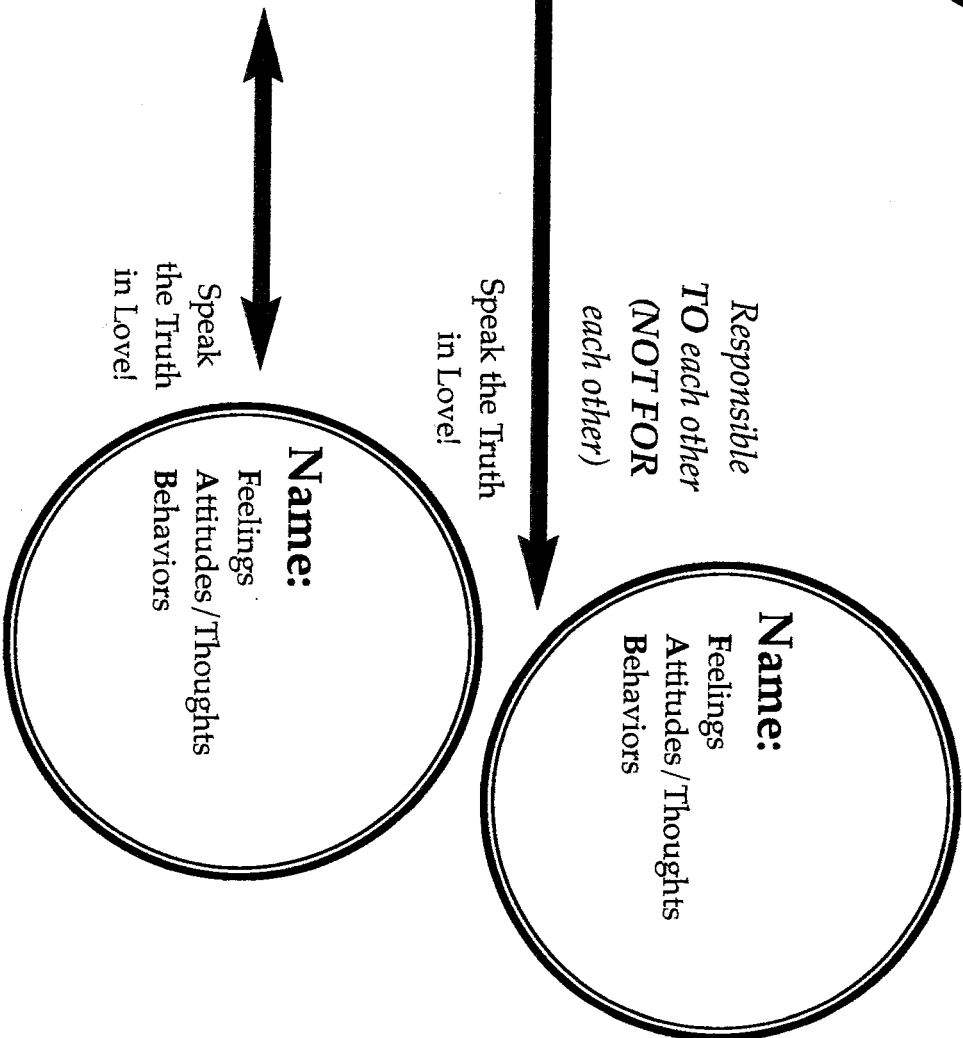 Responsible
TO each other
(NOT FOR
each other)
Speak the Truth
in Love!
Name:
Feelings
Attitudes/Thoughts
Behaviors
Speak
the Truth
in Love!
Name:
Feelings
Attitudes/Thoughts
Behaviors